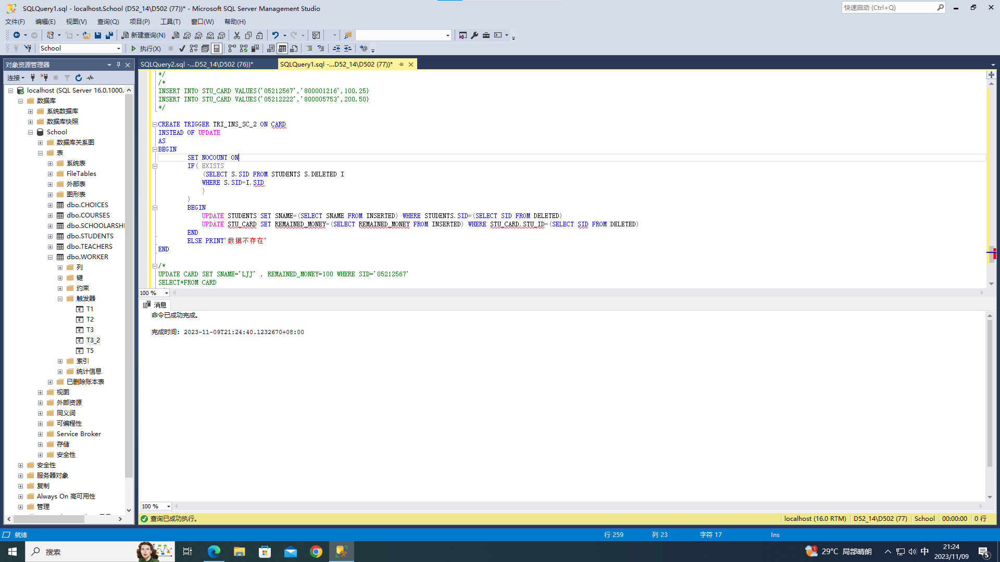 SQLQuery1.sql - localhost.School (D52_14\D502 (77))* - Microsoft SQL Server Management Studio
快速启动 (Ctrl+Q)
文件(F) 编辑(E) 视图(V) 查询(Q) 项目(P) 工具(T) 窗口(W) 帮助(H)
新建查询(N)
School
执行(X)
对象资源管理器
连接
localhost (SQL Server 16.0.1000.
数据库
系统数据库
数据库快照
School
数据库关系图
表
系统表
FileTables
外部表
图形表
dbo.CHOICES
dbo.COURSES
dbo.SCHOOLARSHI
dbo.STUDENTS
dbo.TEACHERS
dbo.WORKER
列
键
约束
触发器
T1
T2
T3
T3_2
T5
索引
统计信息
已删除账本表
视图
外部资源
同义词
可编程性
Service Broker
存储
安全性
安全性
服务器对象
复制
Always On 高可用性
管理
SQLQuery2.sql -...D52_14\D502 (76))*
SQLQuery1.sql -...D52_14\D502 (77))*
*/
/*
INSERT INTO STU_CARD VALUES('05212567','800001216',100.25)
INSERT INTO STU_CARD VALUES('05212222','800005753',200.50)
*/
CREATE TRIGGER TRI_INS_SC_2 ON CARD
INSTEAD OF UPDATE
AS
BEGIN
SET NOCOUNT ON
IF( EXISTS
(SELECT S.SID FROM STUDENTS S,DELETED I
WHERE S.SID=I.SID
)
)
BEGIN
UPDATE STUDENTS SET SNAME=(SELECT SNAME FROM INSERTED) WHERE STUDENTS.SID=(SELECT SID FROM DELETED)
UPDATE STU_CARD SET REMAINED_MONEY=(SELECT REMAINED_MONEY FROM INSERTED) WHERE STU_CARD.STU_ID=(SELECT SID FROM DELETED)
END
ELSE PRINT'数据不存在'
END
/*
UPDATE CARD SET SNAME='LJJ' , REMAINED_MONEY=100 WHERE SID='05212567'
SELECT*FROM CARD
100 %
消息
命令已成功完成。
完成时间: 2023-11-09T21:24:40.1232670+08:00
100 %
查询已成功执行。
localhost (16.0 RTM) D52_14\D502 (77) School 00:00:00 0 行
就绪
行 259 列 23 字符 17 Ins
搜索
1
29°C 局部晴朗
中
21:24
2023/11/09
5